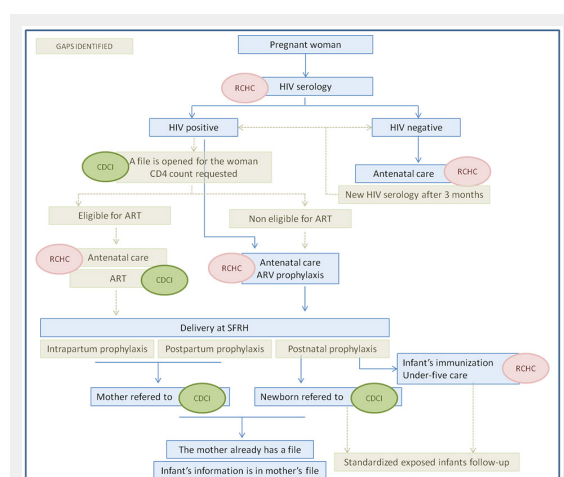 GAPS IDENTIFIED
Pregnant woman
RCHC
HIV serology
HIV positive
HIV negative
CDCI
A file is opened for the woman
CD4 count requested
Antenatal care
RCHC
New HIV serology after 3 months
Eligible for ART
Non eligible for ART
RCHC
Antenatal care
ART
CDCI
RCHC
Antenatal care
ARV prophylaxis
Delivery at SFRH
Intrapartum prophylaxis
Postpartum prophylaxis
Postnatal prophylaxis
Infant's immunization
Under-five care
RCHC
Mother refered to
CDCI
Newborn refered to
CDCI
The mother already has a file
Infant's information is in mother's file
Standardized exposed infants follow-up